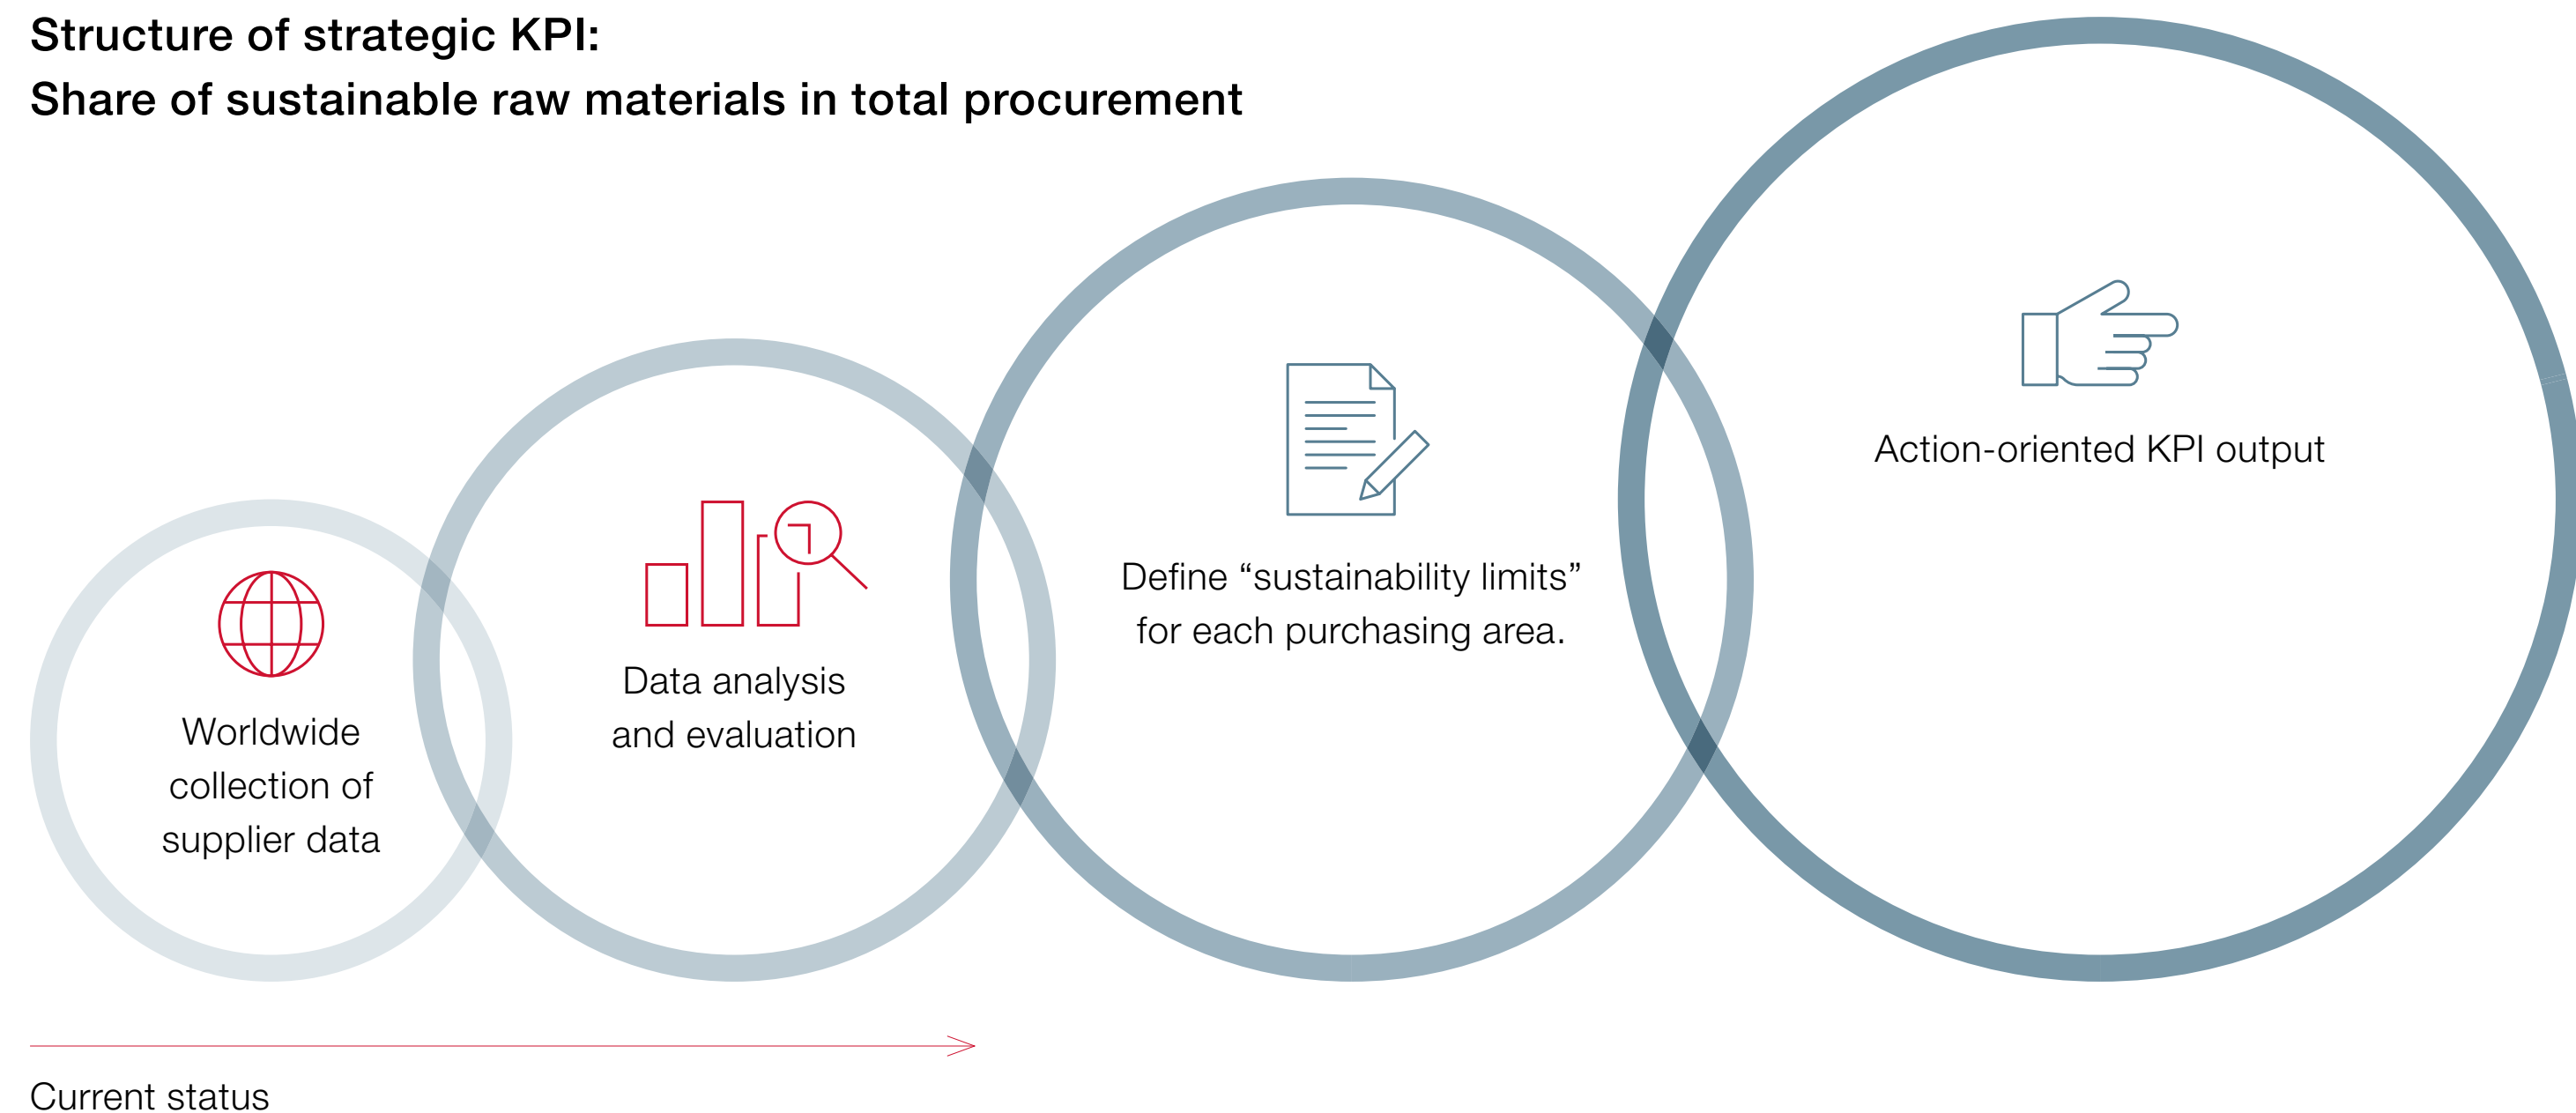 Structure of strategic KPI:
Share of sustainable raw materials in total procurement
Worldwide
collection of
supplier data
Data analysis
and evaluation
Define “sustainability limits”
for each purchasing area.
Action-oriented KPI output
Current status